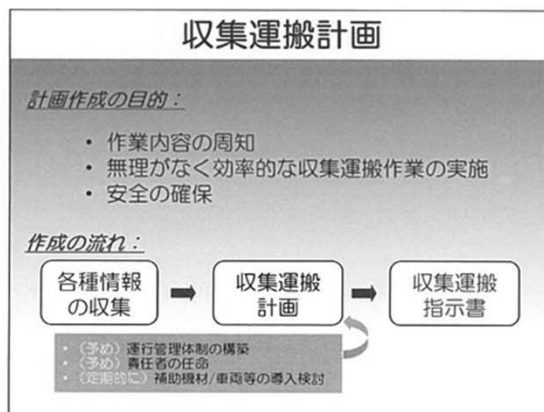 収集運搬計画
計画作成の目的：
・ 作業内容の周知
・ 無理がなく効率的な収集運搬作業の実施
・ 安全の確保
作成の流れ：
各種情報
の収集
収集運搬
計画
収集運搬
指示書
・ (予め) 運行管理体制の構築
・ (予め) 責任者の任命
・ (定期的に) 補助機材/車両等の導入検討